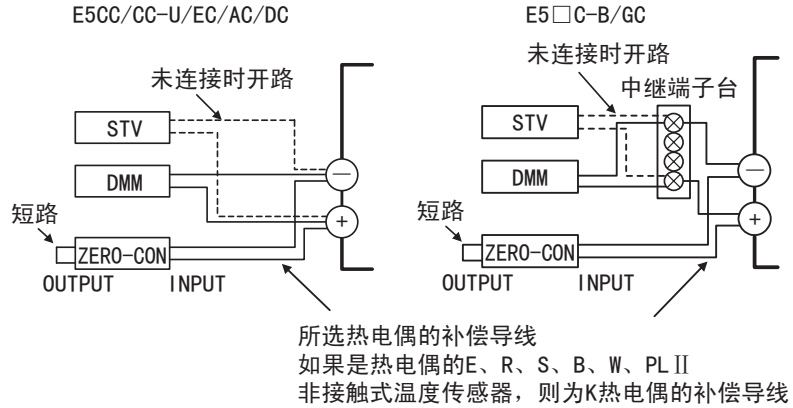 E5CC/CC-U/EC/AC/DC
未连接时开路
STV
DMM
短路
ZERO-CON
OUTPUT INPUT
－
+
E5□C-B/GC
未连接时开路
中继端子台
STV
DMM
短路
ZERO-CON
OUTPUT INPUT
－
+
所选热电偶的补偿导线
如果是热电偶的E、R、S、B、W、PLⅡ
非接触式温度传感器，则为K热电偶的补偿导线